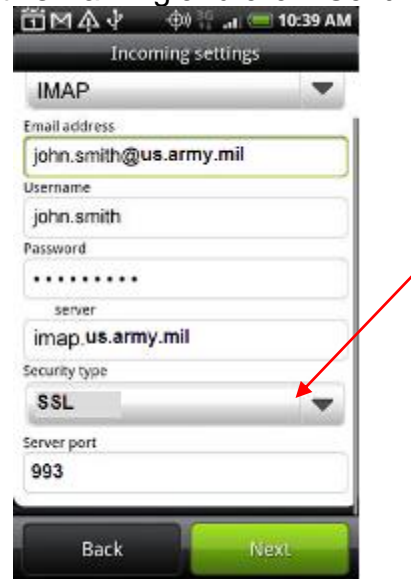 10:39 AM
Incoming settings
IMAP
Email address
john.smith@us.army.mil
Username
john.smith
Password
•••••••••
server
imap.us.army.mil
Security type
SSL
Server port
993
Back
Next